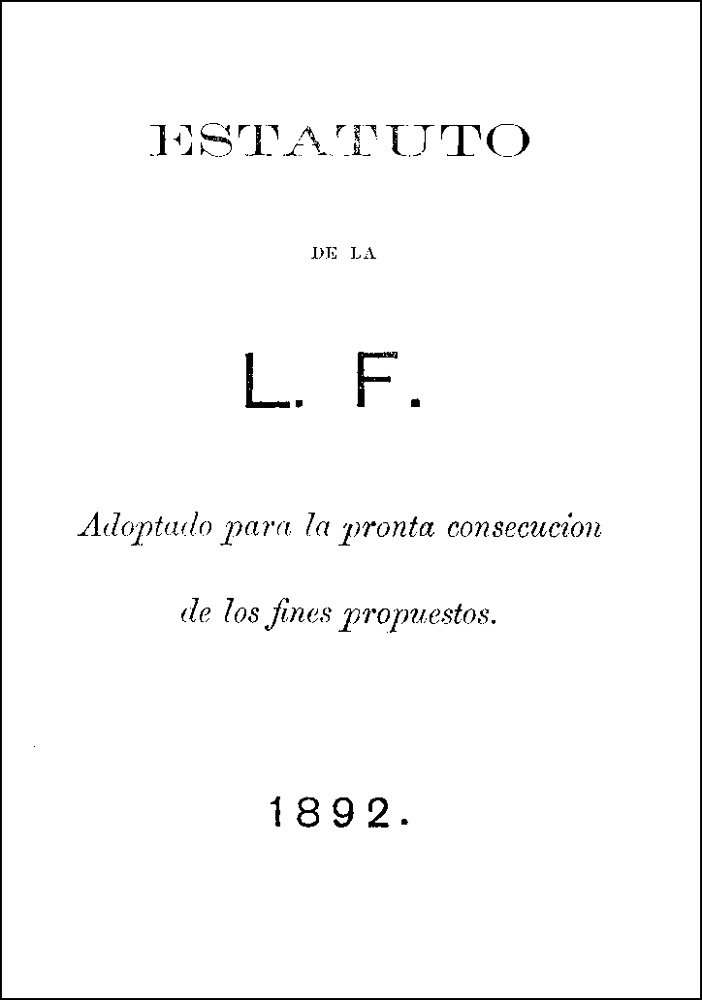 ESTATUTO
DE LA
L. F.
Adoptado para la pronta consecucion
de los fines propuestos.
1892.